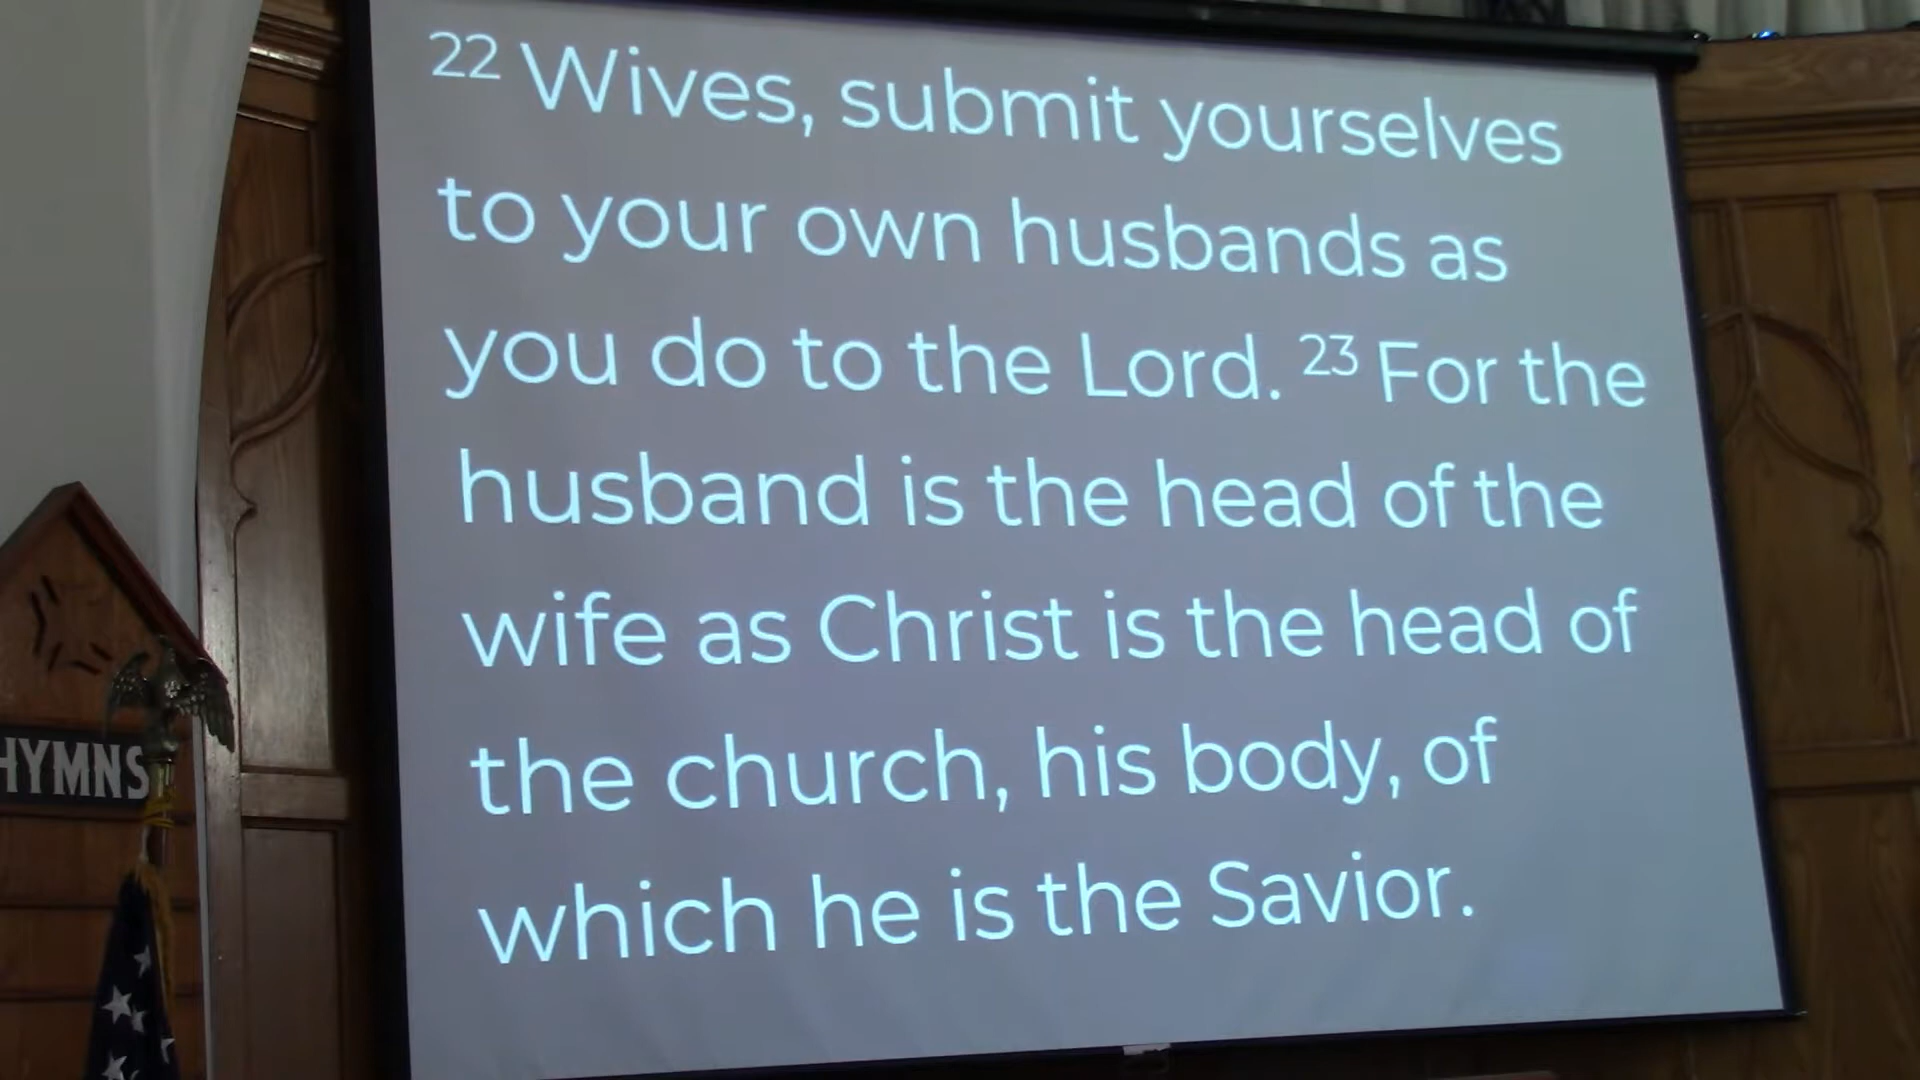 22 Wives, submit yourselves
to your own husbands as
you do to the Lord. 23 For the
husband is the head of the
wife as Christ is the head of
the church, his body, of
which he is the Savior.
HYMNS